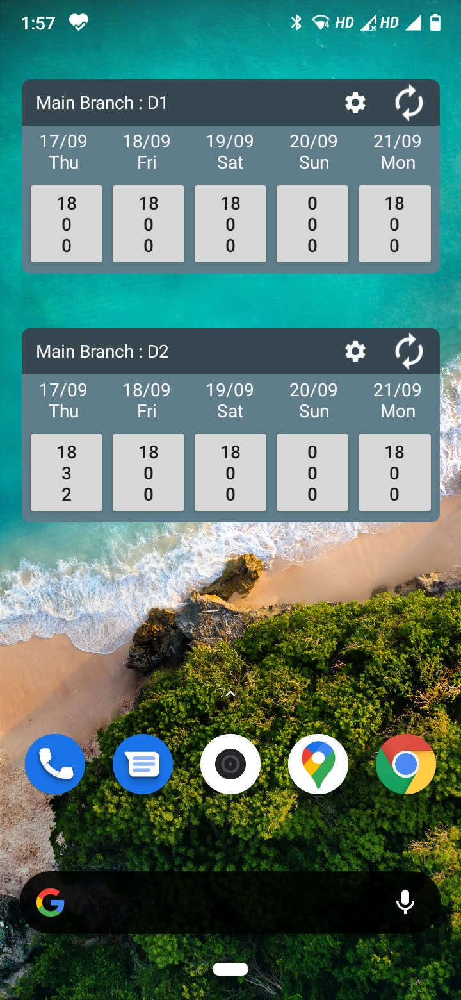 1:57 4 HD HD
Main Branch : D1
17/09 18/09 19/09 20/09 21/09
Thu Fri Sat Sun Mon
18 18 18 0 18
0 0 0 0 0
0 0 0 0 0
Main Branch : D2
17/09 18/09 19/09 20/09 21/09
Thu Fri Sat Sun Mon
18 18 18 0 18
3 0 0 0 0
2 0 0 0 0
G